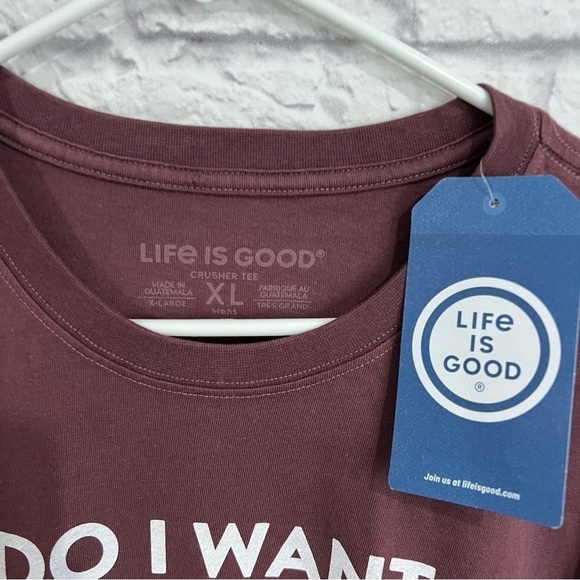 LIFe IS GOOD®
CRUSHER TEE
MADE IN
GUATEMALA
X-LARGE
XL
Mens
FABRIQUÉ AU
GUATEMALA
TRÈS GRAND
LIFe
IS
GOOD
®
Join us at lifeisgood.com
DO I WANT